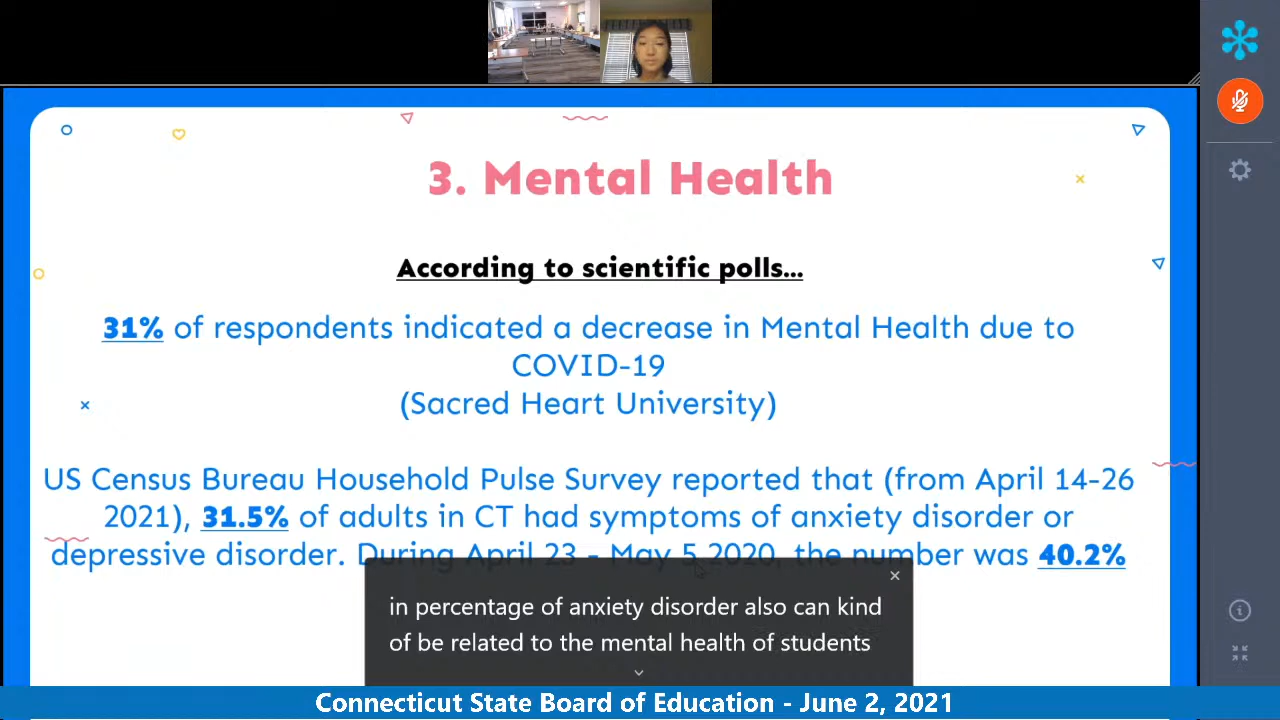 3. Mental Health
According to scientific polls...
31% of respondents indicated a decrease in Mental Health due to
COVID-19
(Sacred Heart University)
US Census Bureau Household Pulse Survey reported that (from April 14-26
2021), 31.5% of adults in CT had symptoms of anxiety disorder or
depressive disorder. During April 23 - May 5 2020, the number was 40.2%
in percentage of anxiety disorder also can kind
of be related to the mental health of students
Connecticut State Board of Education - June 2, 2021